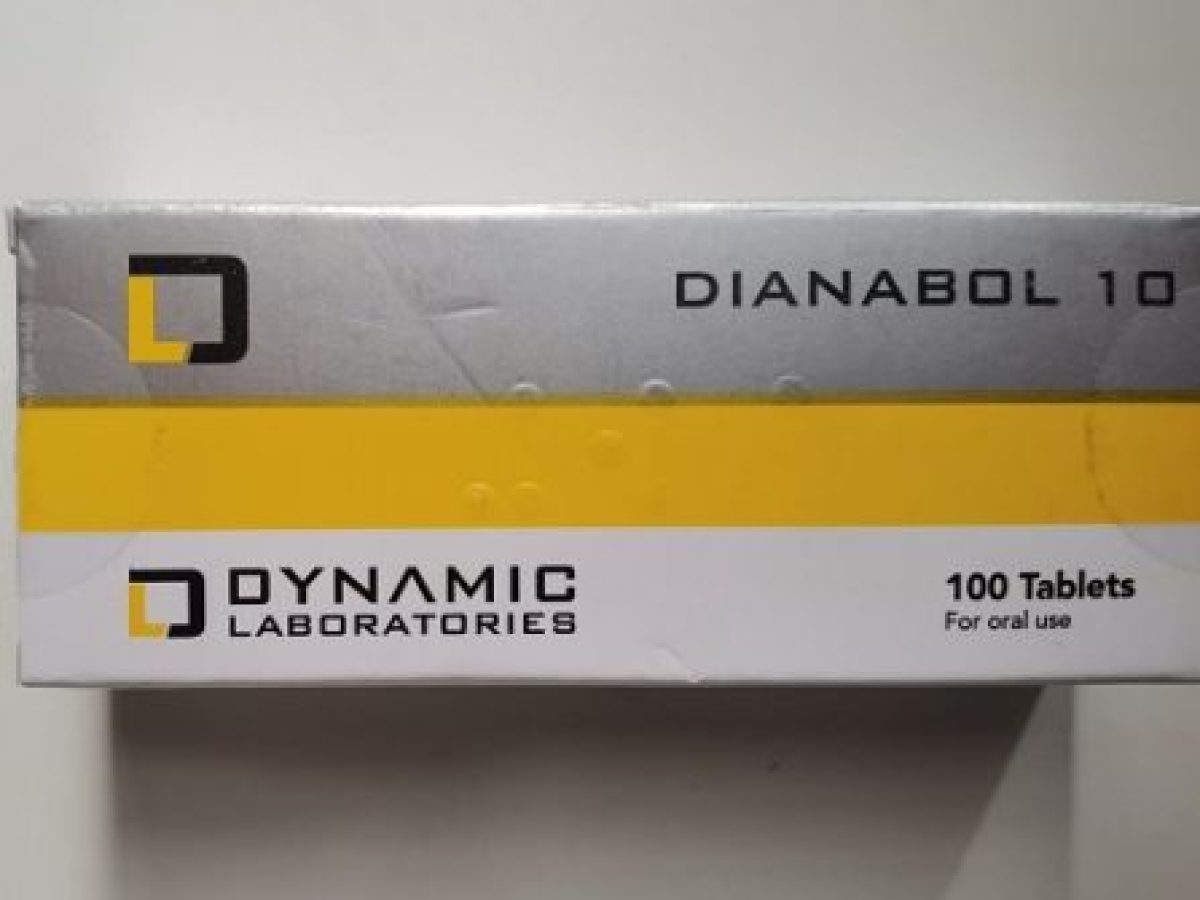 DIANABOL 10
DYNAMIC
LABORATORIES
100 Tablets
For oral use